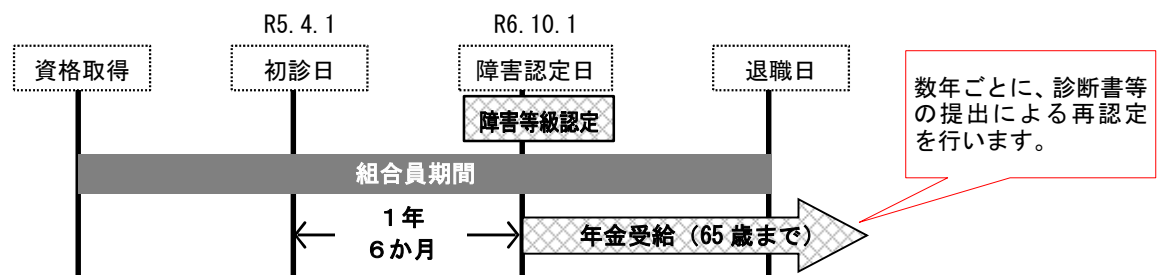 R5.4.1
R6.10.1
資格取得
初診日
障害認定日
退職日
障害等級認定
数年ごとに、診断書等
の提出による再認定
を行います。
組合員期間
１年
６か月
年金受給（65 歳まで）